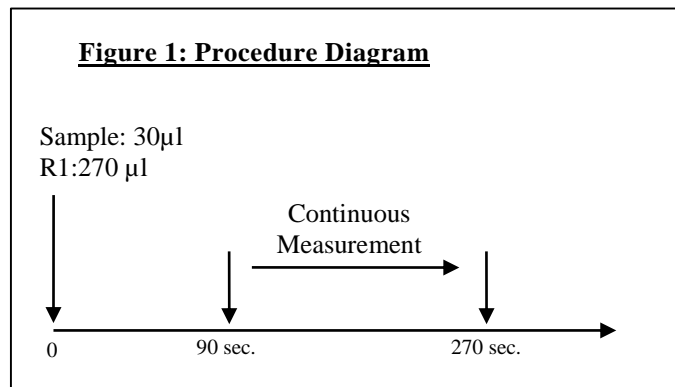 Figure 1: Procedure Diagram
Sample: 30µl
R1:270 µl
Continuous
Measurement
0
90 sec.
270 sec.